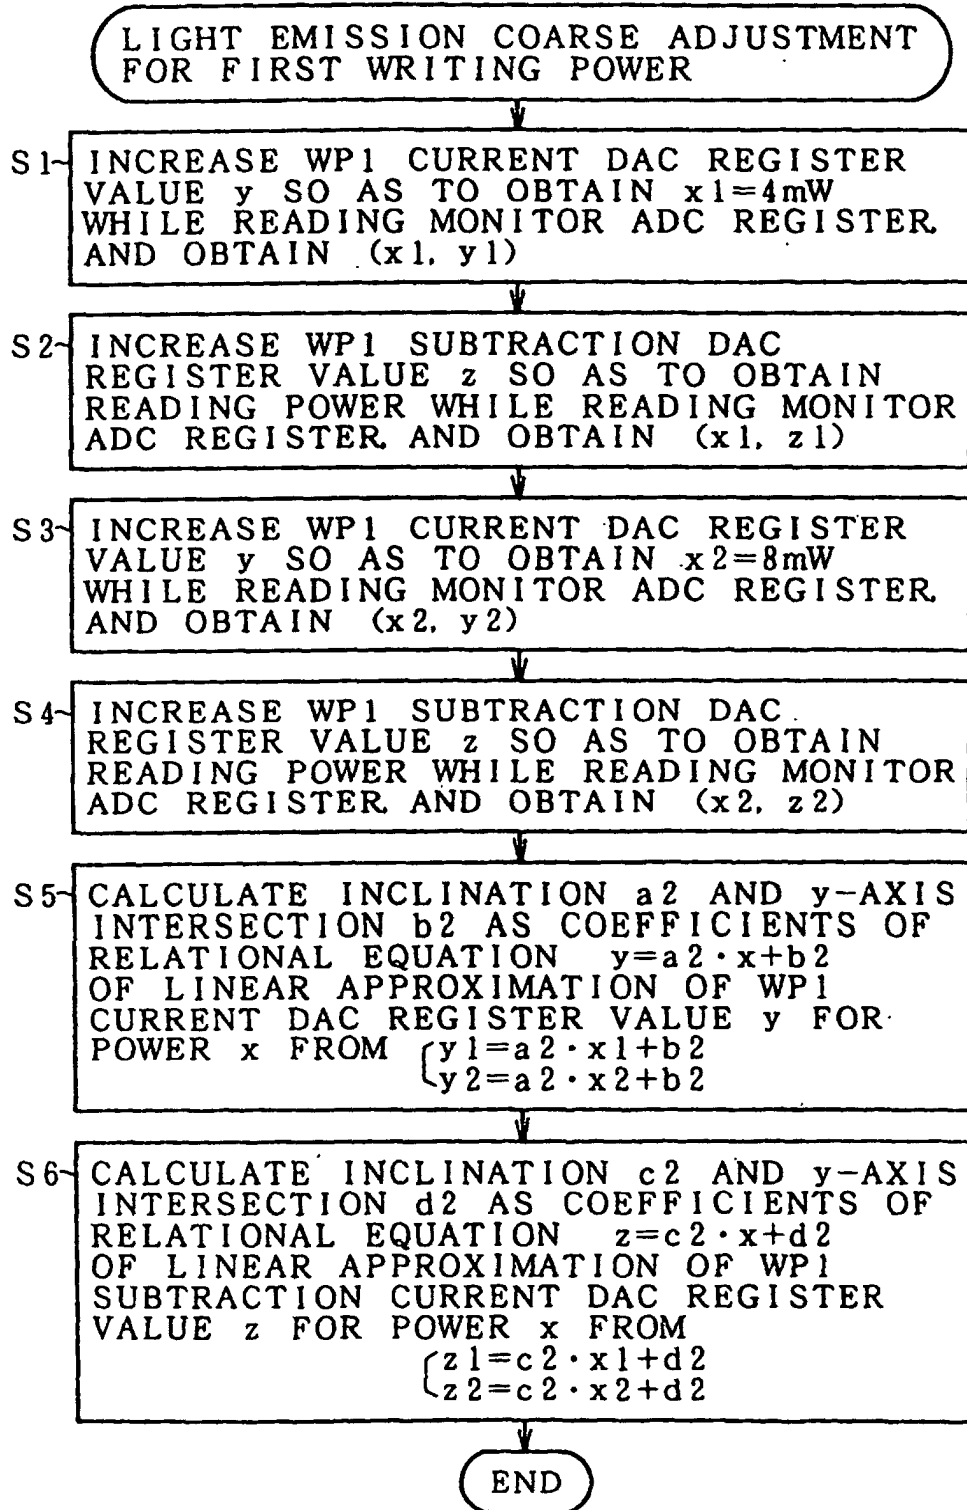 LIGHT EMISSION COARSE ADJUSTMENT
FOR FIRST WRITING POWER
S1 INCREASE WP1 CURRENT DAC REGISTER
VALUE y SO AS TO OBTAIN x1=4mW
WHILE READING MONITOR ADC REGISTER,
AND OBTAIN (x1, y1)
S2 INCREASE WP1 SUBTRACTION DAC
REGISTER VALUE z SO AS TO OBTAIN
READING POWER WHILE READING MONITOR
ADC REGISTER, AND OBTAIN (x1, z1)
S3 INCREASE WP1 CURRENT DAC REGISTER
VALUE y SO AS TO OBTAIN x2=8mW
WHILE READING MONITOR ADC REGISTER,
AND OBTAIN (x2, y2)
S4 INCREASE WP1 SUBTRACTION DAC
REGISTER VALUE z SO AS TO OBTAIN
READING POWER WHILE READING MONITOR
ADC REGISTER, AND OBTAIN (x2, z2)
S5 CALCULATE INCLINATION a2 AND y-AXIS
INTERSECTION b2 AS COEFFICIENTS OF
RELATIONAL EQUATION y=a2·x+b2
OF LINEAR APPROXIMATION OF WP1
CURRENT DAC REGISTER VALUE y FOR
POWER x FROM { y1=a2·x1+b2
y2=a2·x2+b2
S6 CALCULATE INCLINATION c2 AND y-AXIS
INTERSECTION d2 AS COEFFICIENTS OF
RELATIONAL EQUATION z=c2·x+d2
OF LINEAR APPROXIMATION OF WP1
SUBTRACTION CURRENT DAC REGISTER
VALUE z FOR POWER x FROM
{ z1=c2·x1+d2
z2=c2·x2+d2
END